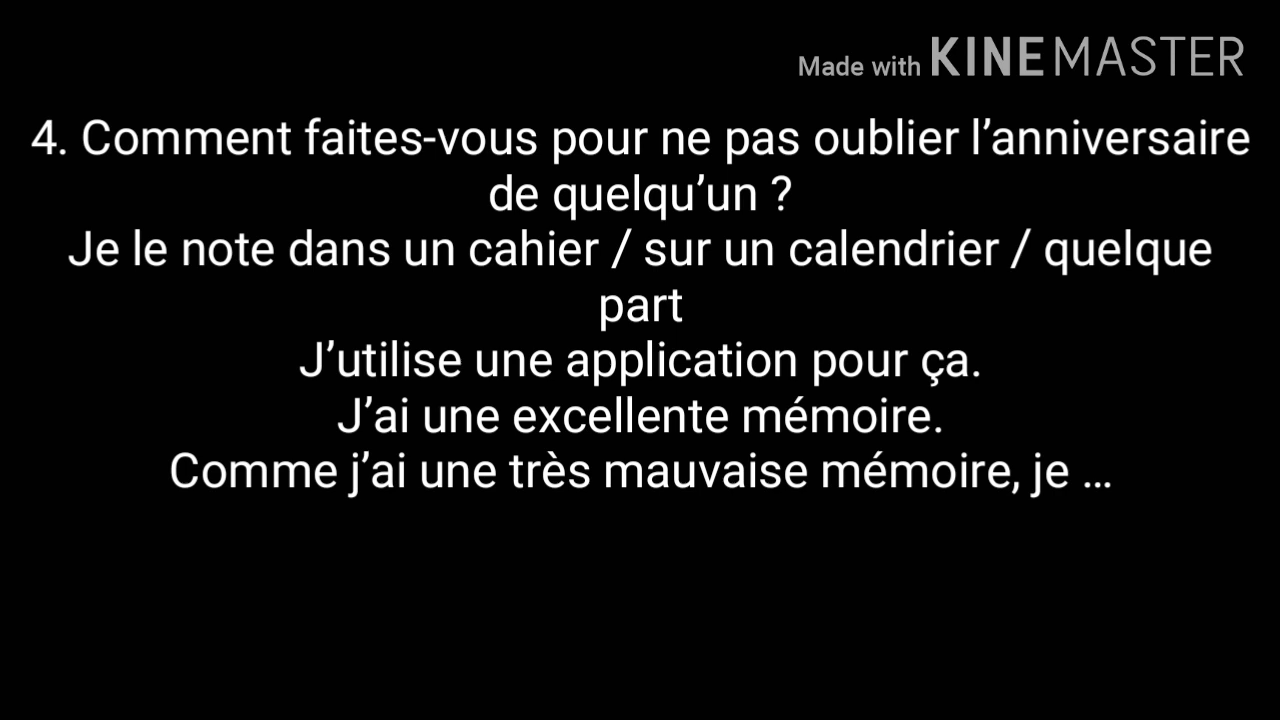 Made with KINEMASTER
4. Comment faites-vous pour ne pas oublier l’anniversaire
de quelqu’un ?
Je le note dans un cahier / sur un calendrier / quelque
part
J’utilise une application pour ça.
J’ai une excellente mémoire.
Comme j’ai une très mauvaise mémoire, je ...